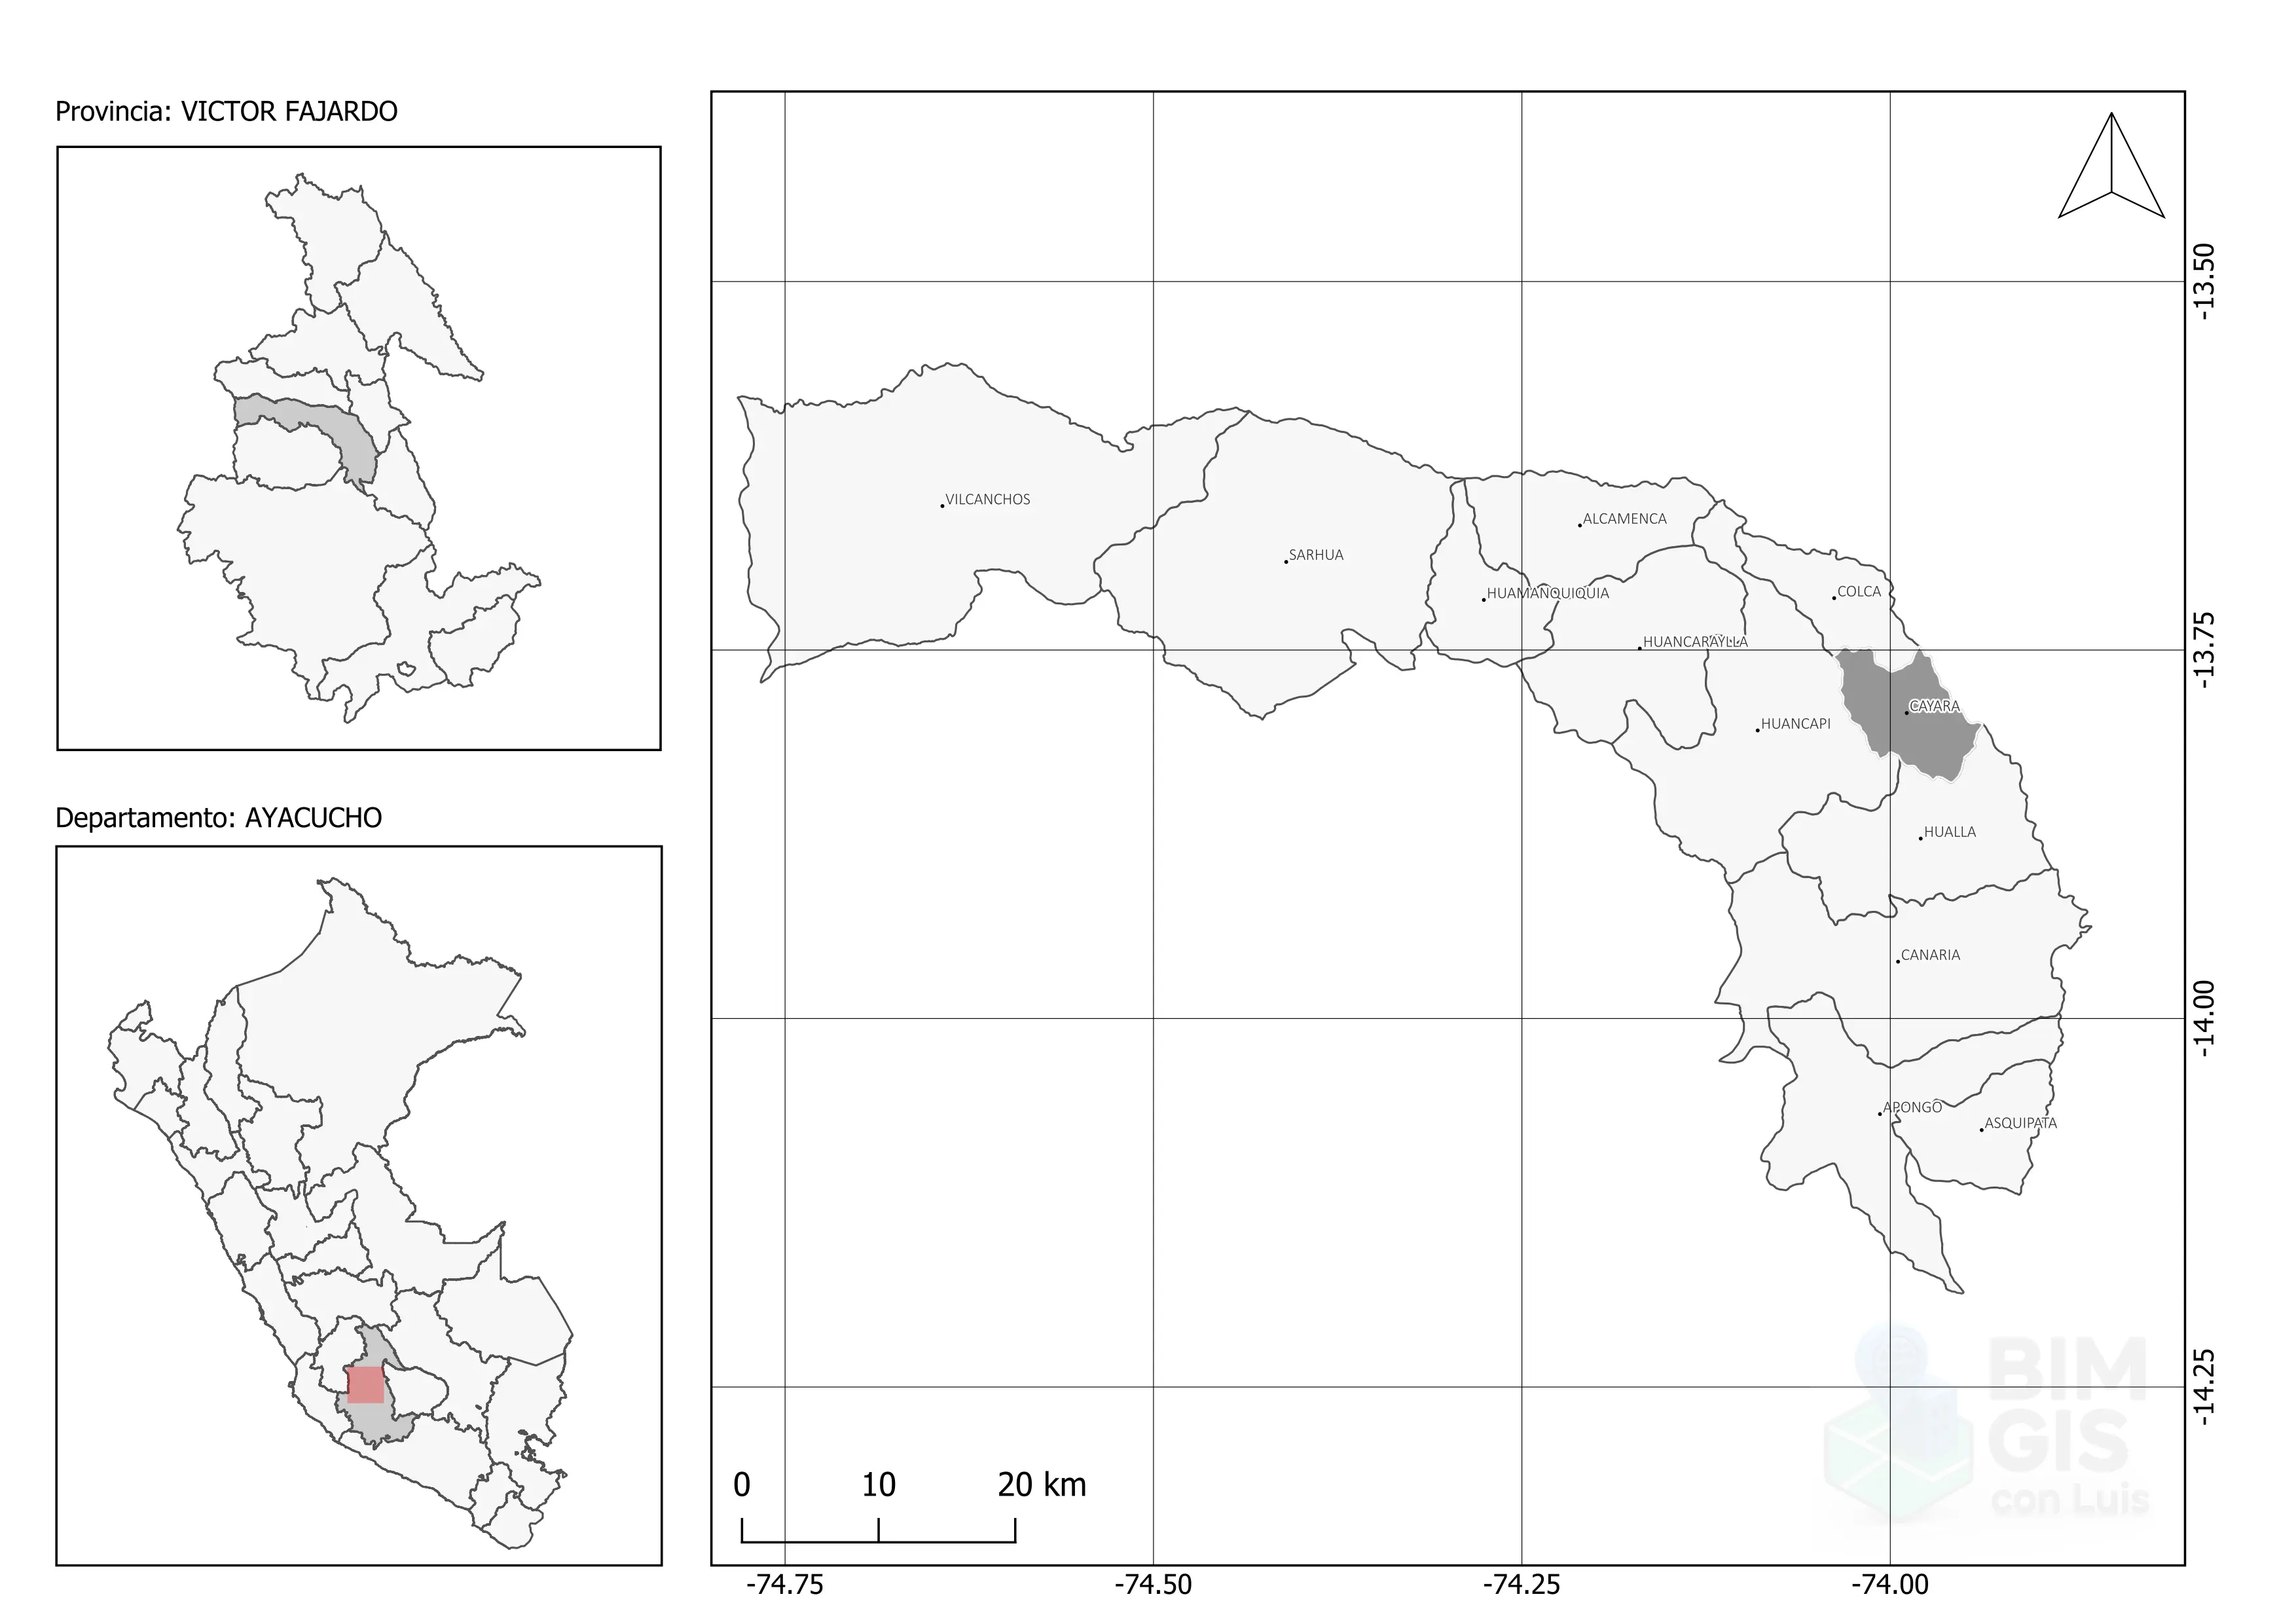 Provincia: VICTOR FAJARDO
Departamento: AYACUCHO
VILCANCHOS
SARHUA
ALCAMENCA
HUAMANQUIQUIA
COLCA
HUANCARAYLLA
CAYARA
HUANCAPI
HUALLA
CANARIA
APONGO
ASQUIPATA
-13.50
-13.75
-14.00
-14.25
BIM
GIS
con Luis
0 10 20 km
-74.75 -74.50 -74.25 -74.00